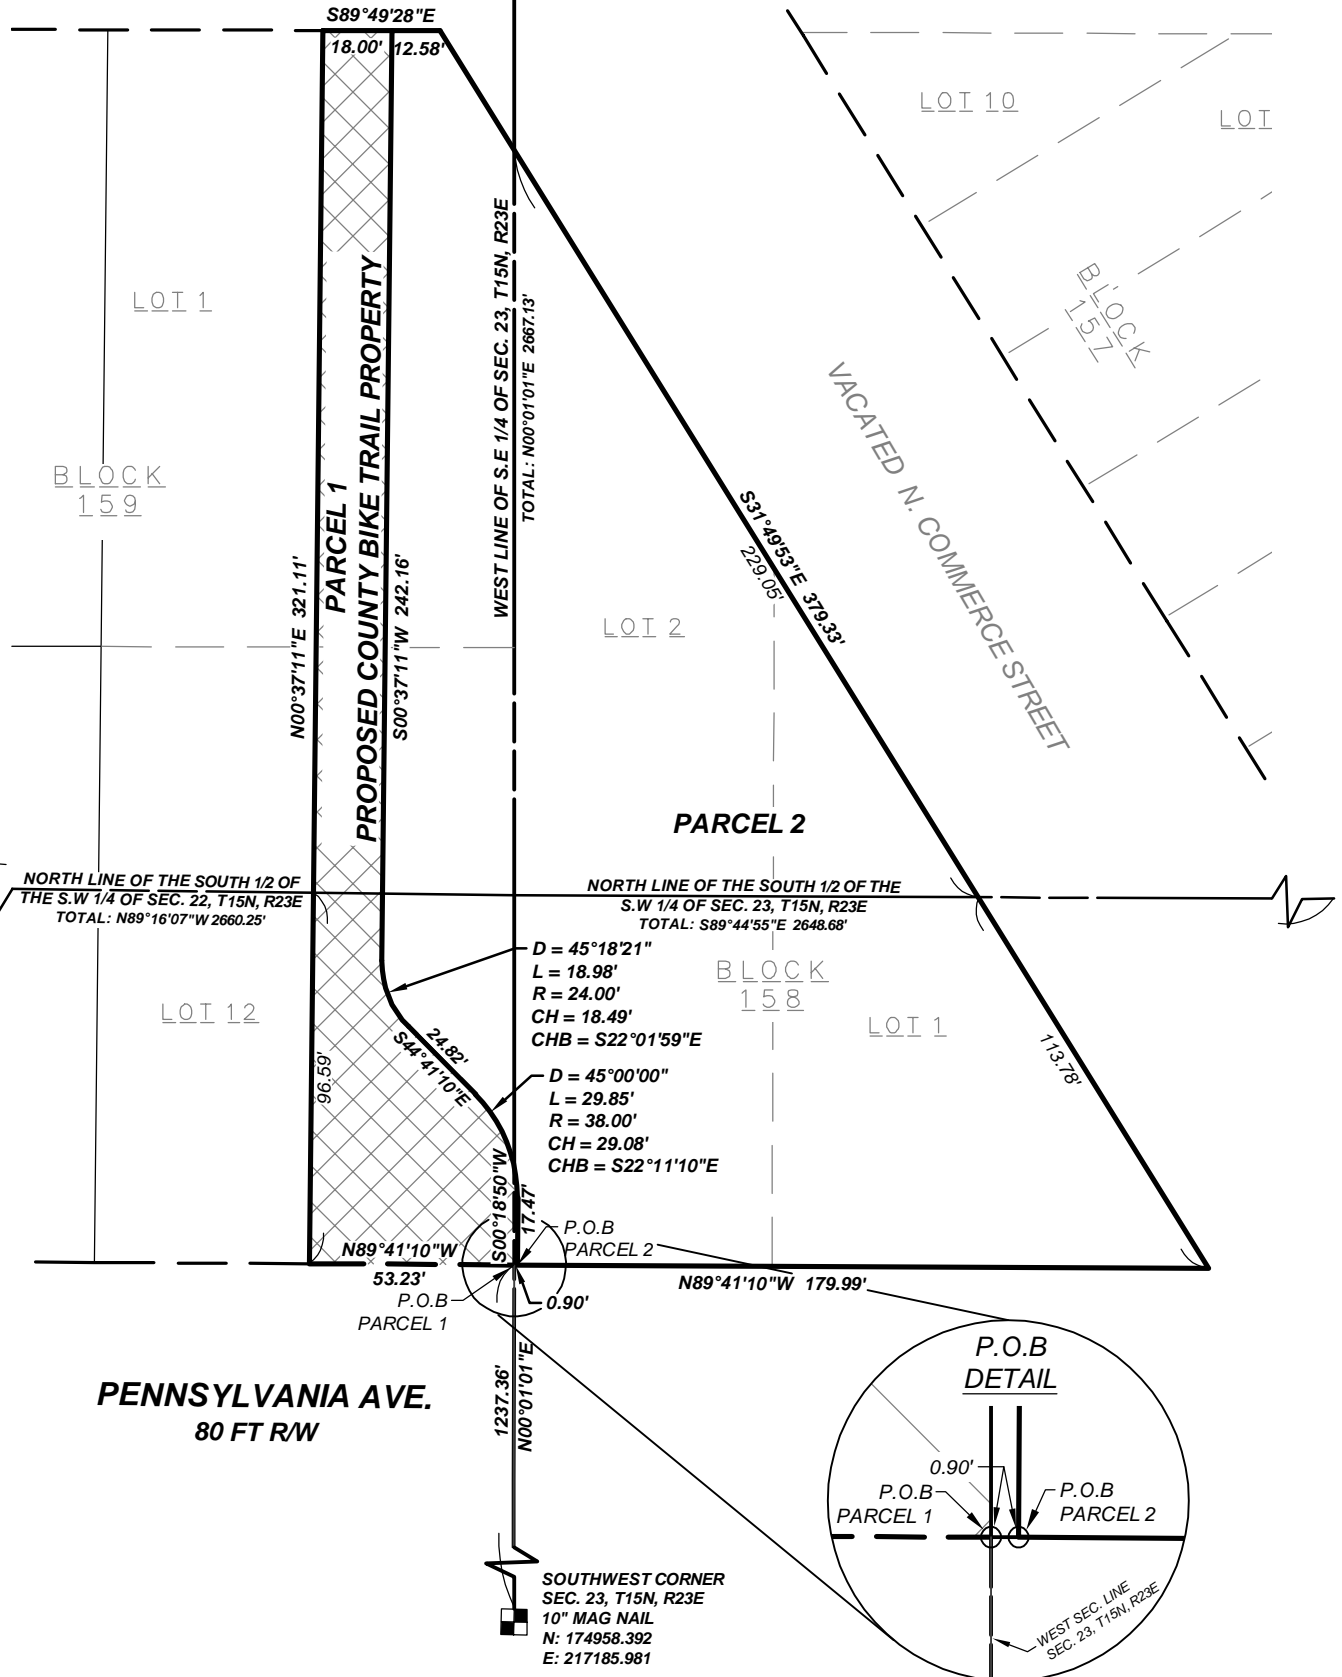 S89°49'28"E
18.00' 12.58'
LOT 10
LOT
LOT 1
BLOCK
157
BLOCK
159
WEST LINE OF S.E 1/4 OF SEC. 23, T15N, R23E
TOTAL: N00°01'01"E 2667.13'
PARCEL 1
PROPOSED COUNTY BIKE TRAIL PROPERTY
N00°37'11"E 321.11'
S00°37'11"W 242.16'
S31°49'53"E 379.33'
229.05'
VACATED N. COMMERCE STREET
LOT 2
PARCEL 2
NORTH LINE OF THE SOUTH 1/2 OF
THE S.W 1/4 OF SEC. 22, T15N, R23E
TOTAL: N89°16'07"W 2660.25'
NORTH LINE OF THE SOUTH 1/2 OF THE
S.W 1/4 OF SEC. 23, T15N, R23E
TOTAL: S89°44'55"E 2648.68'
D = 45°18'21"
L = 18.98'
R = 24.00'
CH = 18.49'
CHB = S22°01'59"E
BLOCK
158
LOT 12
LOT 1
24.82'
S44°41'10"E
D = 45°00'00"
L = 29.85'
R = 38.00'
CH = 29.08'
CHB = S22°11'10"E
96.59'
113.78'
S00°18'50"W
17.47'
P.O.B
PARCEL 2
N89°41'10"W
53.23'
N89°41'10"W 179.99'
P.O.B
PARCEL 1
0.90'
1237.36'
N00°01'01"E
PENNSYLVANIA AVE.
80 FT R/W
P.O.B
DETAIL
0.90'
P.O.B
PARCEL 1
P.O.B
PARCEL 2
WEST SEC. LINE
SEC. 23, T15N, R23E
SOUTHWEST CORNER
SEC. 23, T15N, R23E
10" MAG NAIL
N: 174958.392
E: 217185.981